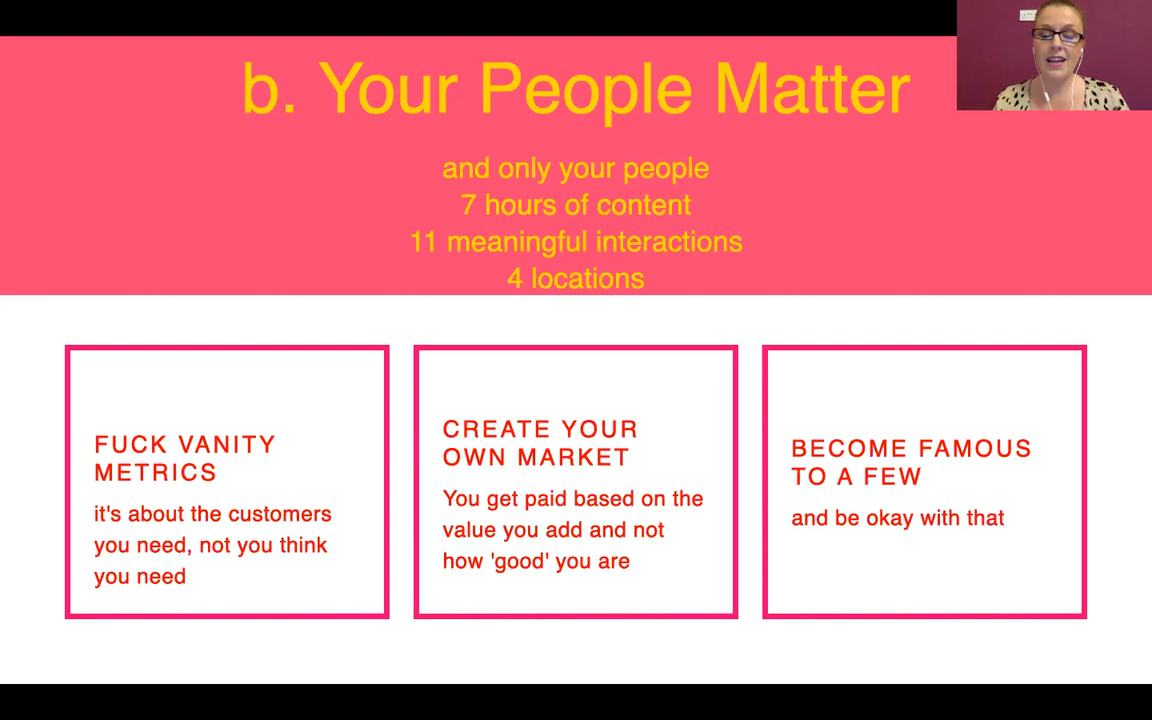 b. Your People Matter
and only your people
7 hours of content
11 meaningful interactions
4 locations
FUCK VANITY
METRICS
it's about the customers
you need, not you think
you need
CREATE YOUR
OWN MARKET
You get paid based on the
value you add and not
how 'good' you are
BECOME FAMOUS
TO A FEW
and be okay with that